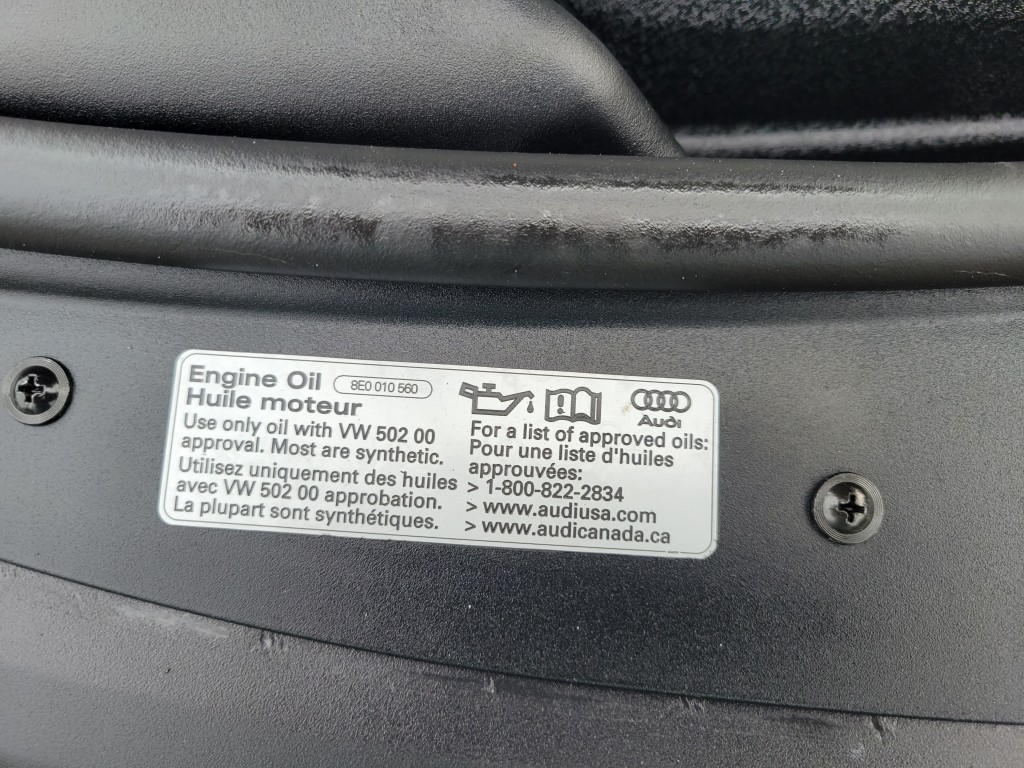 Engine Oil 8E0 010 560
Huile moteur
Use only oil with VW 502 00
approval. Most are synthetic.
Utilisez uniquement des huiles
avec VW 502 00 approbation.
La plupart sont synthétiques.
Audi
For a list of approved oils:
Pour une liste d'huiles
approuvées:
> 1-800-822-2834
> www.audiusa.com
> www.audicanada.ca